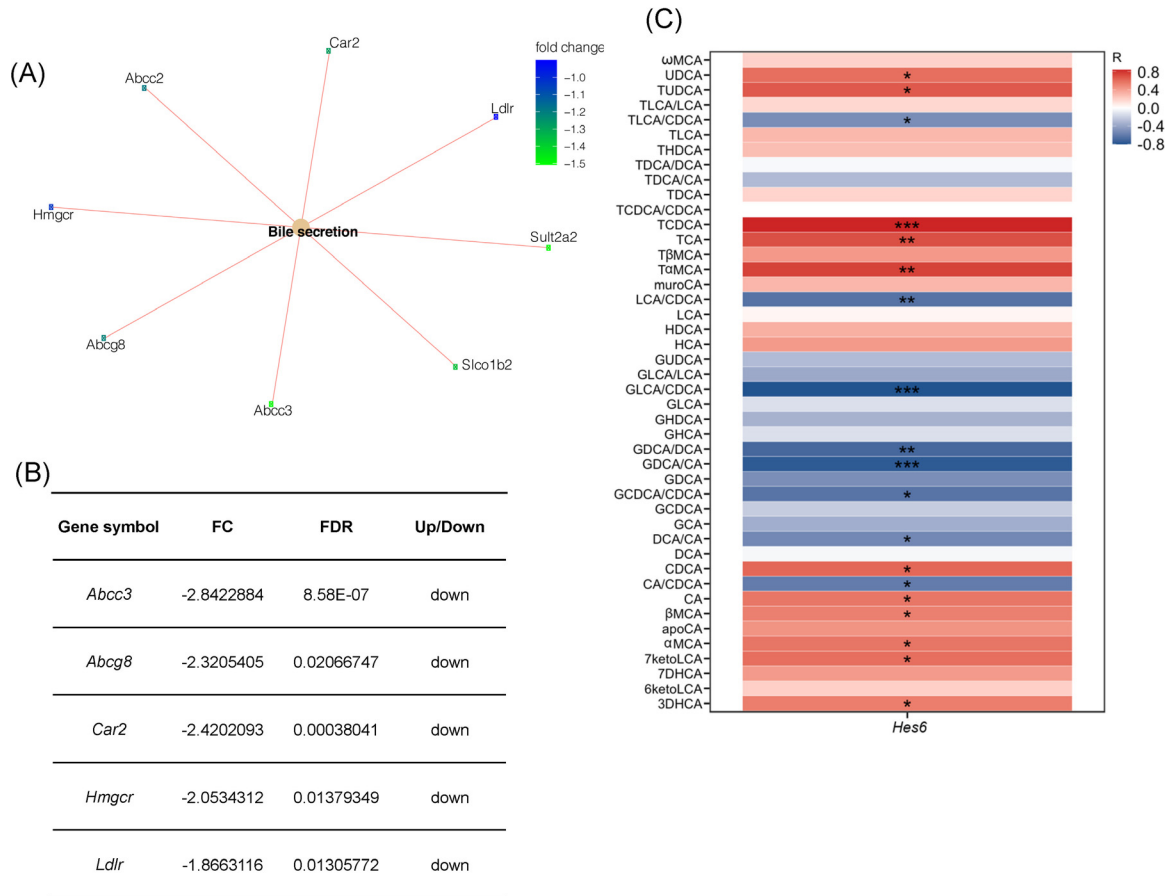 (A)
Car2
Abcc2
Ldlr
Hmgcr
Bile secretion
Sult2a2
Abcg8
Slco1b2
Abcc3
fold change
-1.0
-1.1
-1.2
-1.3
-1.4
-1.5
(B)
Gene symbol FC FDR Up/Down
Abcc3 -2.8422884 8.58E-07 down
Abcg8 -2.3205405 0.02066747 down
Car2 -2.4202093 0.00038041 down
Hmgcr -2.0534312 0.01379349 down
Ldlr -1.8663116 0.01305772 down
(C)
ωMCA
UDCA *
TUDCA *
TLCA/LCA
TLCA/CDCA *
TLCA
THDCA
TDCA/DCA
TDCA/CA
TDCA
TCDCA/CDCA
TCDCA ***
TCA **
TβMCA
TαMCA **
muroCA
LCA/CDCA **
LCA
HDCA
HCA
GUDCA
GLCA/LCA
GLCA/CDCA ***
GLCA
GHDCA
GHCA
GDCA/DCA **
GDCA/CA ***
GDCA
GCDCA/CDCA *
GCDCA
GCA
DCA/CA *
DCA
CDCA *
CA/CDCA *
CA *
βMCA *
apoCA
αMCA *
7ketoLCA *
7DHCA
6ketoLCA
3DHCA *
Hes6
R
0.8
0.4
0.0
-0.4
-0.8